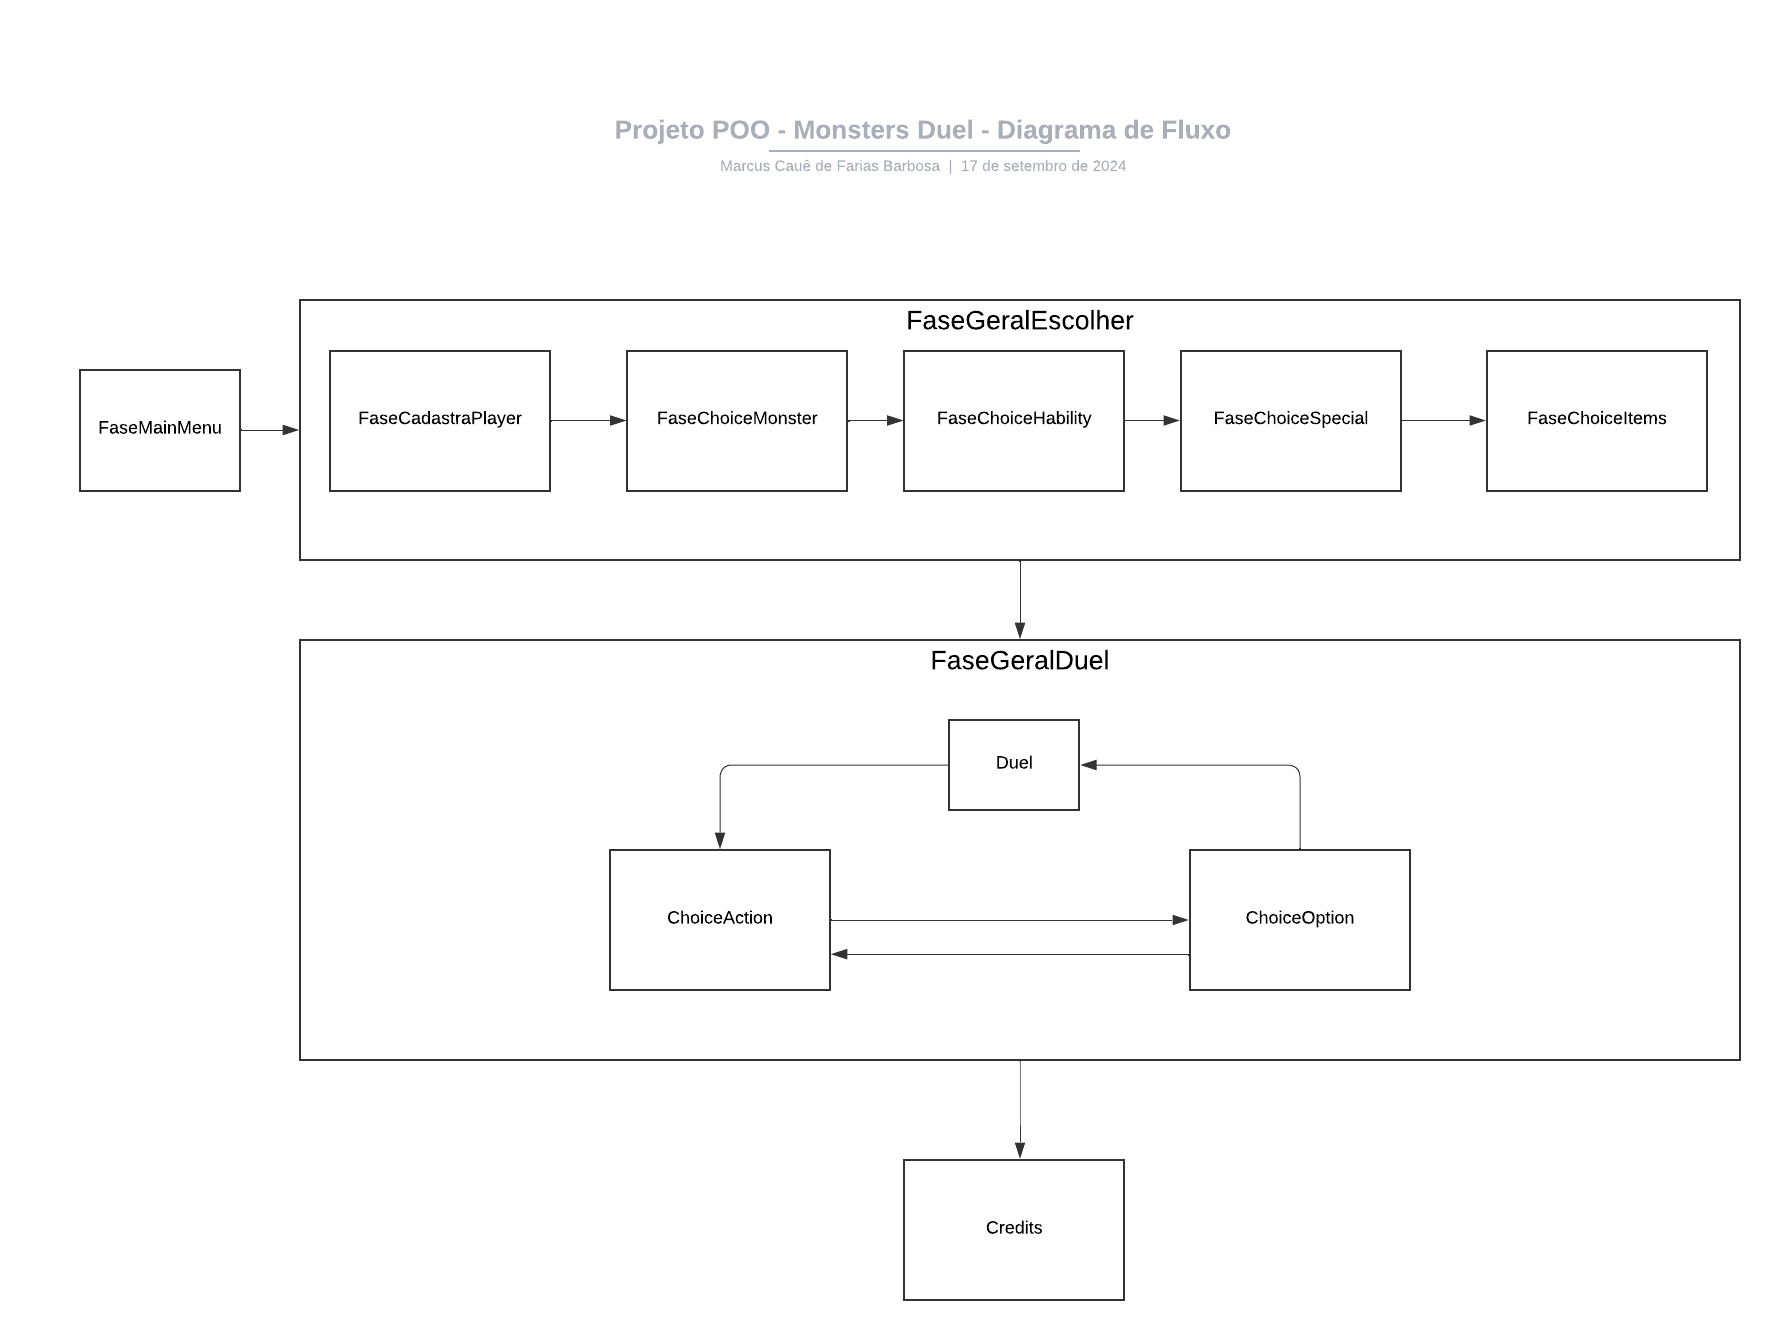 Projeto POO - Monsters Duel - Diagrama de Fluxo
Marcus Cauê de Farias Barbosa | 17 de setembro de 2024
FaseGeralEscolher
FaseMainMenu
FaseCadastraPlayer
FaseChoiceMonster
FaseChoiceHability
FaseChoiceSpecial
FaseChoiceItems
FaseGeralDuel
Duel
ChoiceAction
ChoiceOption
Credits